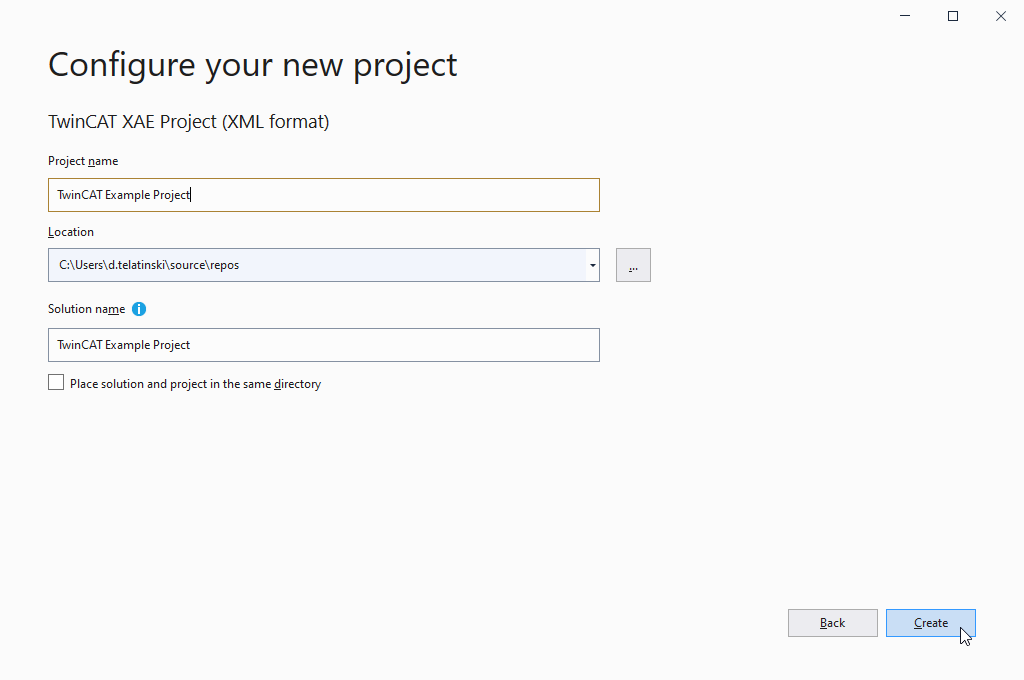 Configure your new project
TwinCAT XAE Project (XML format)
Project name
TwinCAT Example Project
Location
C:\Users\d.telatinski\source\repos
...
Solution name
TwinCAT Example Project
Place solution and project in the same directory
Back
Create